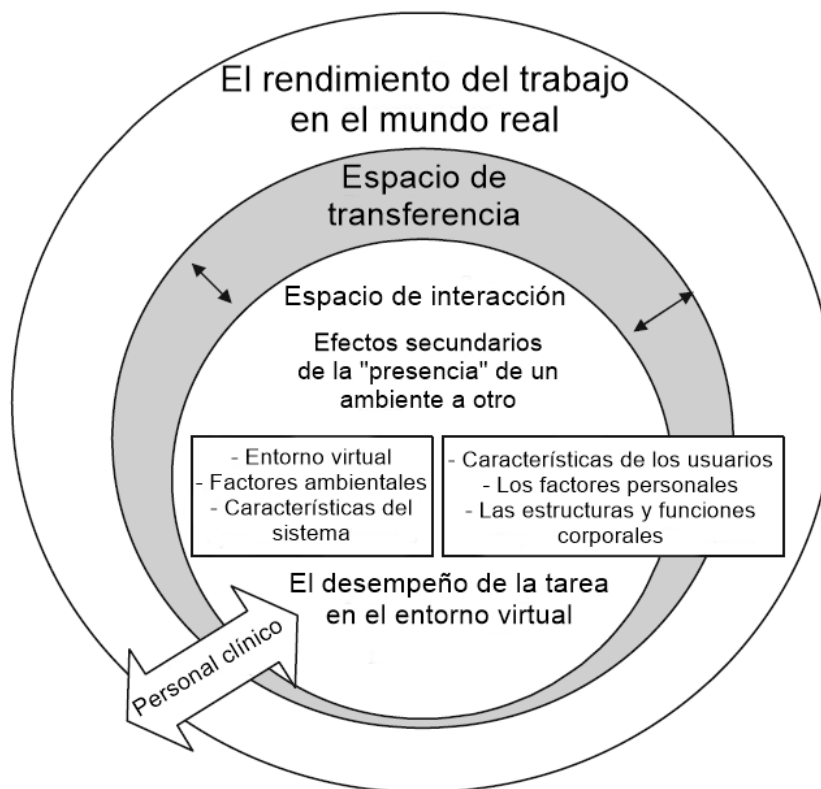 El rendimiento del trabajo
en el mundo real
Espacio de
transferencia
Espacio de interacción
Efectos secundarios
de la "presencia" de un
ambiente a otro
- Entorno virtual
- Factores ambientales
- Características del
sistema
- Características de los usuarios
- Los factores personales
- Las estructuras y funciones
corporales
El desempeño de la tarea
en el entorno virtual
Personal clínico